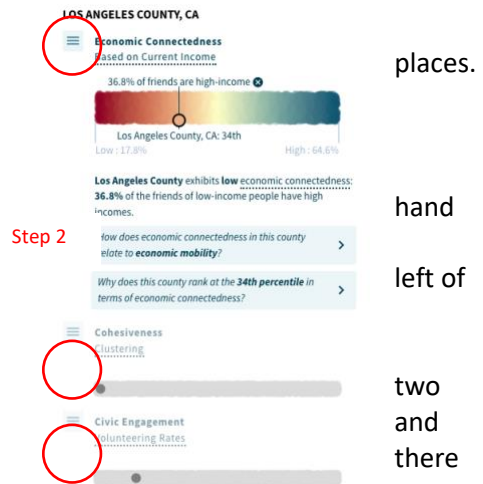 LOS ANGELES COUNTY, CA
Economic Connectedness
Based on Current Income
places.
36.8% of friends are high-income
Los Angeles County, CA: 34th
Low : 17.8% High : 64.6%
Los Angeles County exhibits low economic connectedness:
36.8% of the friends of low-income people have high
incomes.
hand
Step 2
How does economic connectedness in this county
relate to economic mobility?
left of
Why does this county rank at the 34th percentile in
terms of economic connectedness?
Cohesiveness
Clustering
two
Civic Engagement
and
Volunteering Rates
there